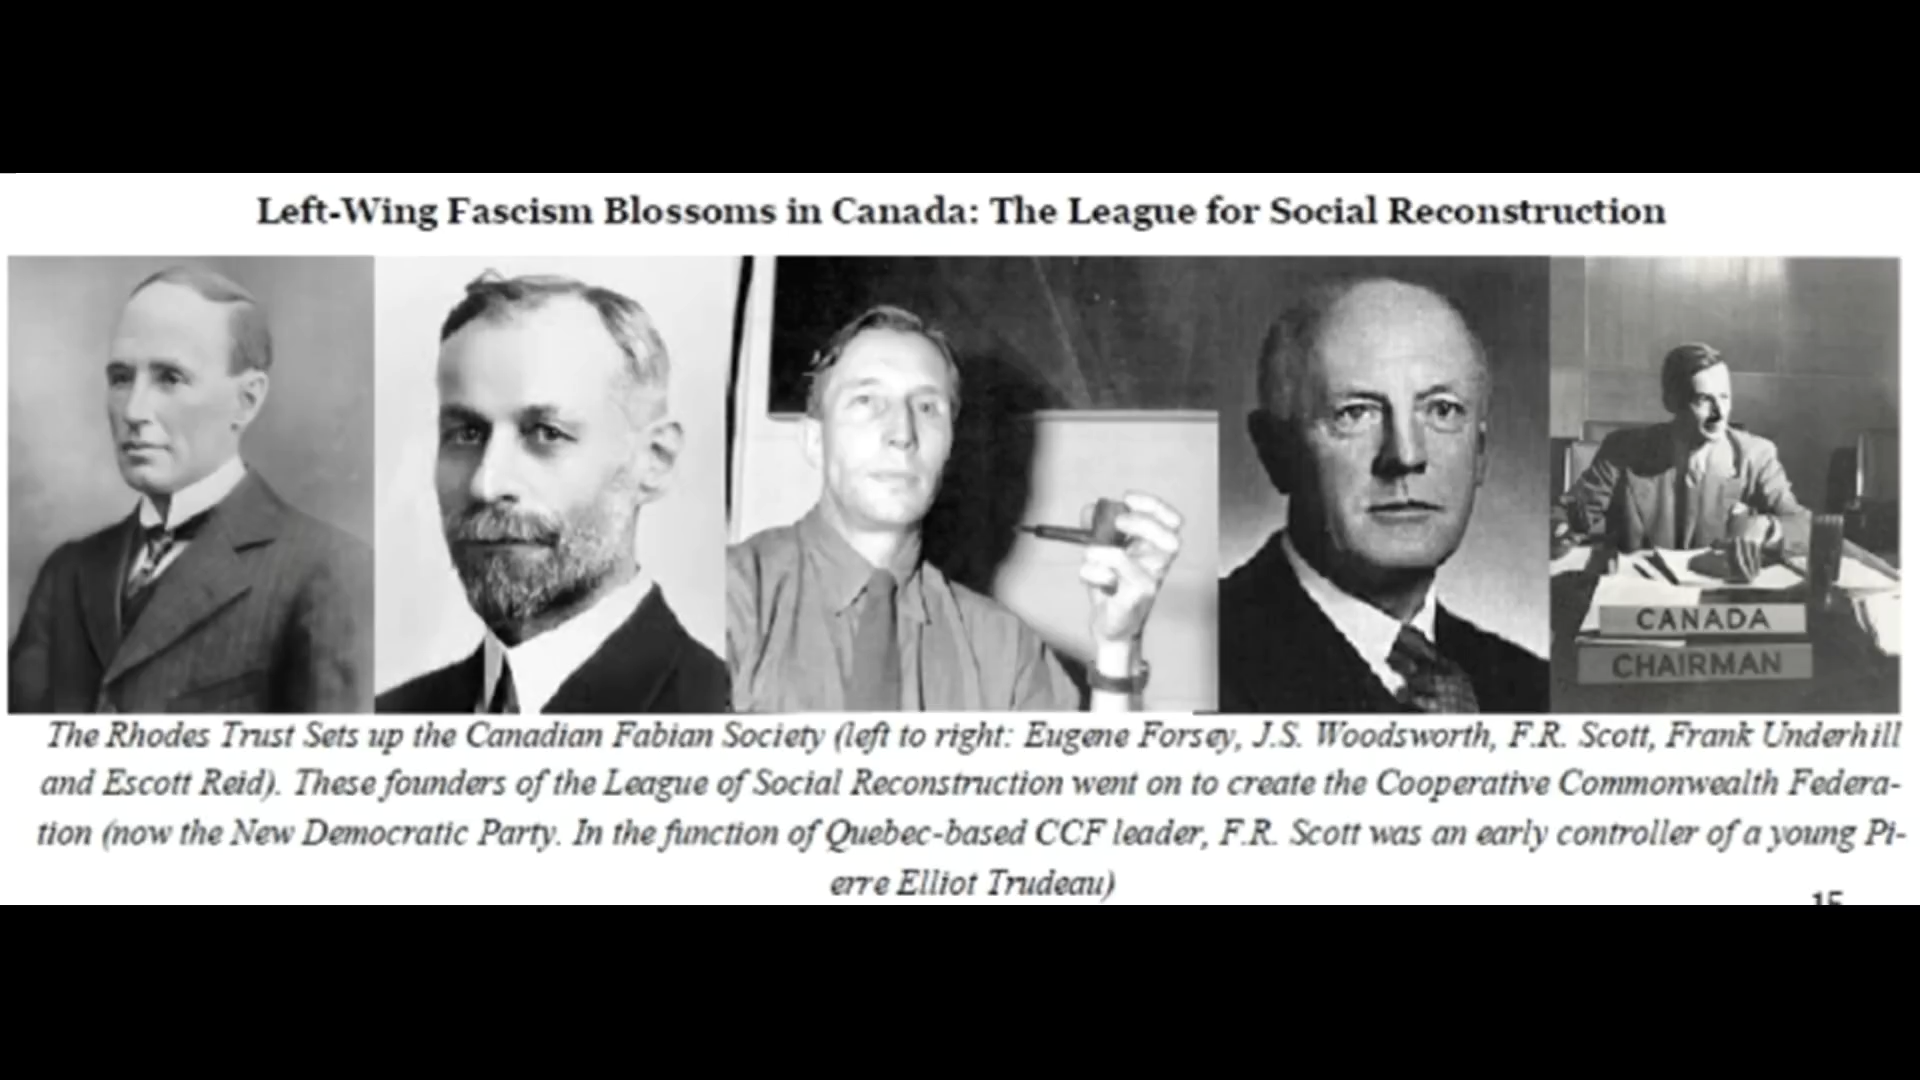 Left-Wing Fascism Blossoms in Canada: The League for Social Reconstruction
CANADA
CHAIRMAN
The Rhodes Trust Sets up the Canadian Fabian Society (left to right: Eugene Forsey, J.S. Woodsworth, F.R. Scott, Frank Underhill
and Escott Reid). These founders of the League of Social Reconstruction went on to create the Cooperative Commonwealth Federa-
tion (now the New Democratic Party. In the function of Quebec-based CCF leader, F.R. Scott was an early controller of a young Pi-
erre Elliot Trudeau)